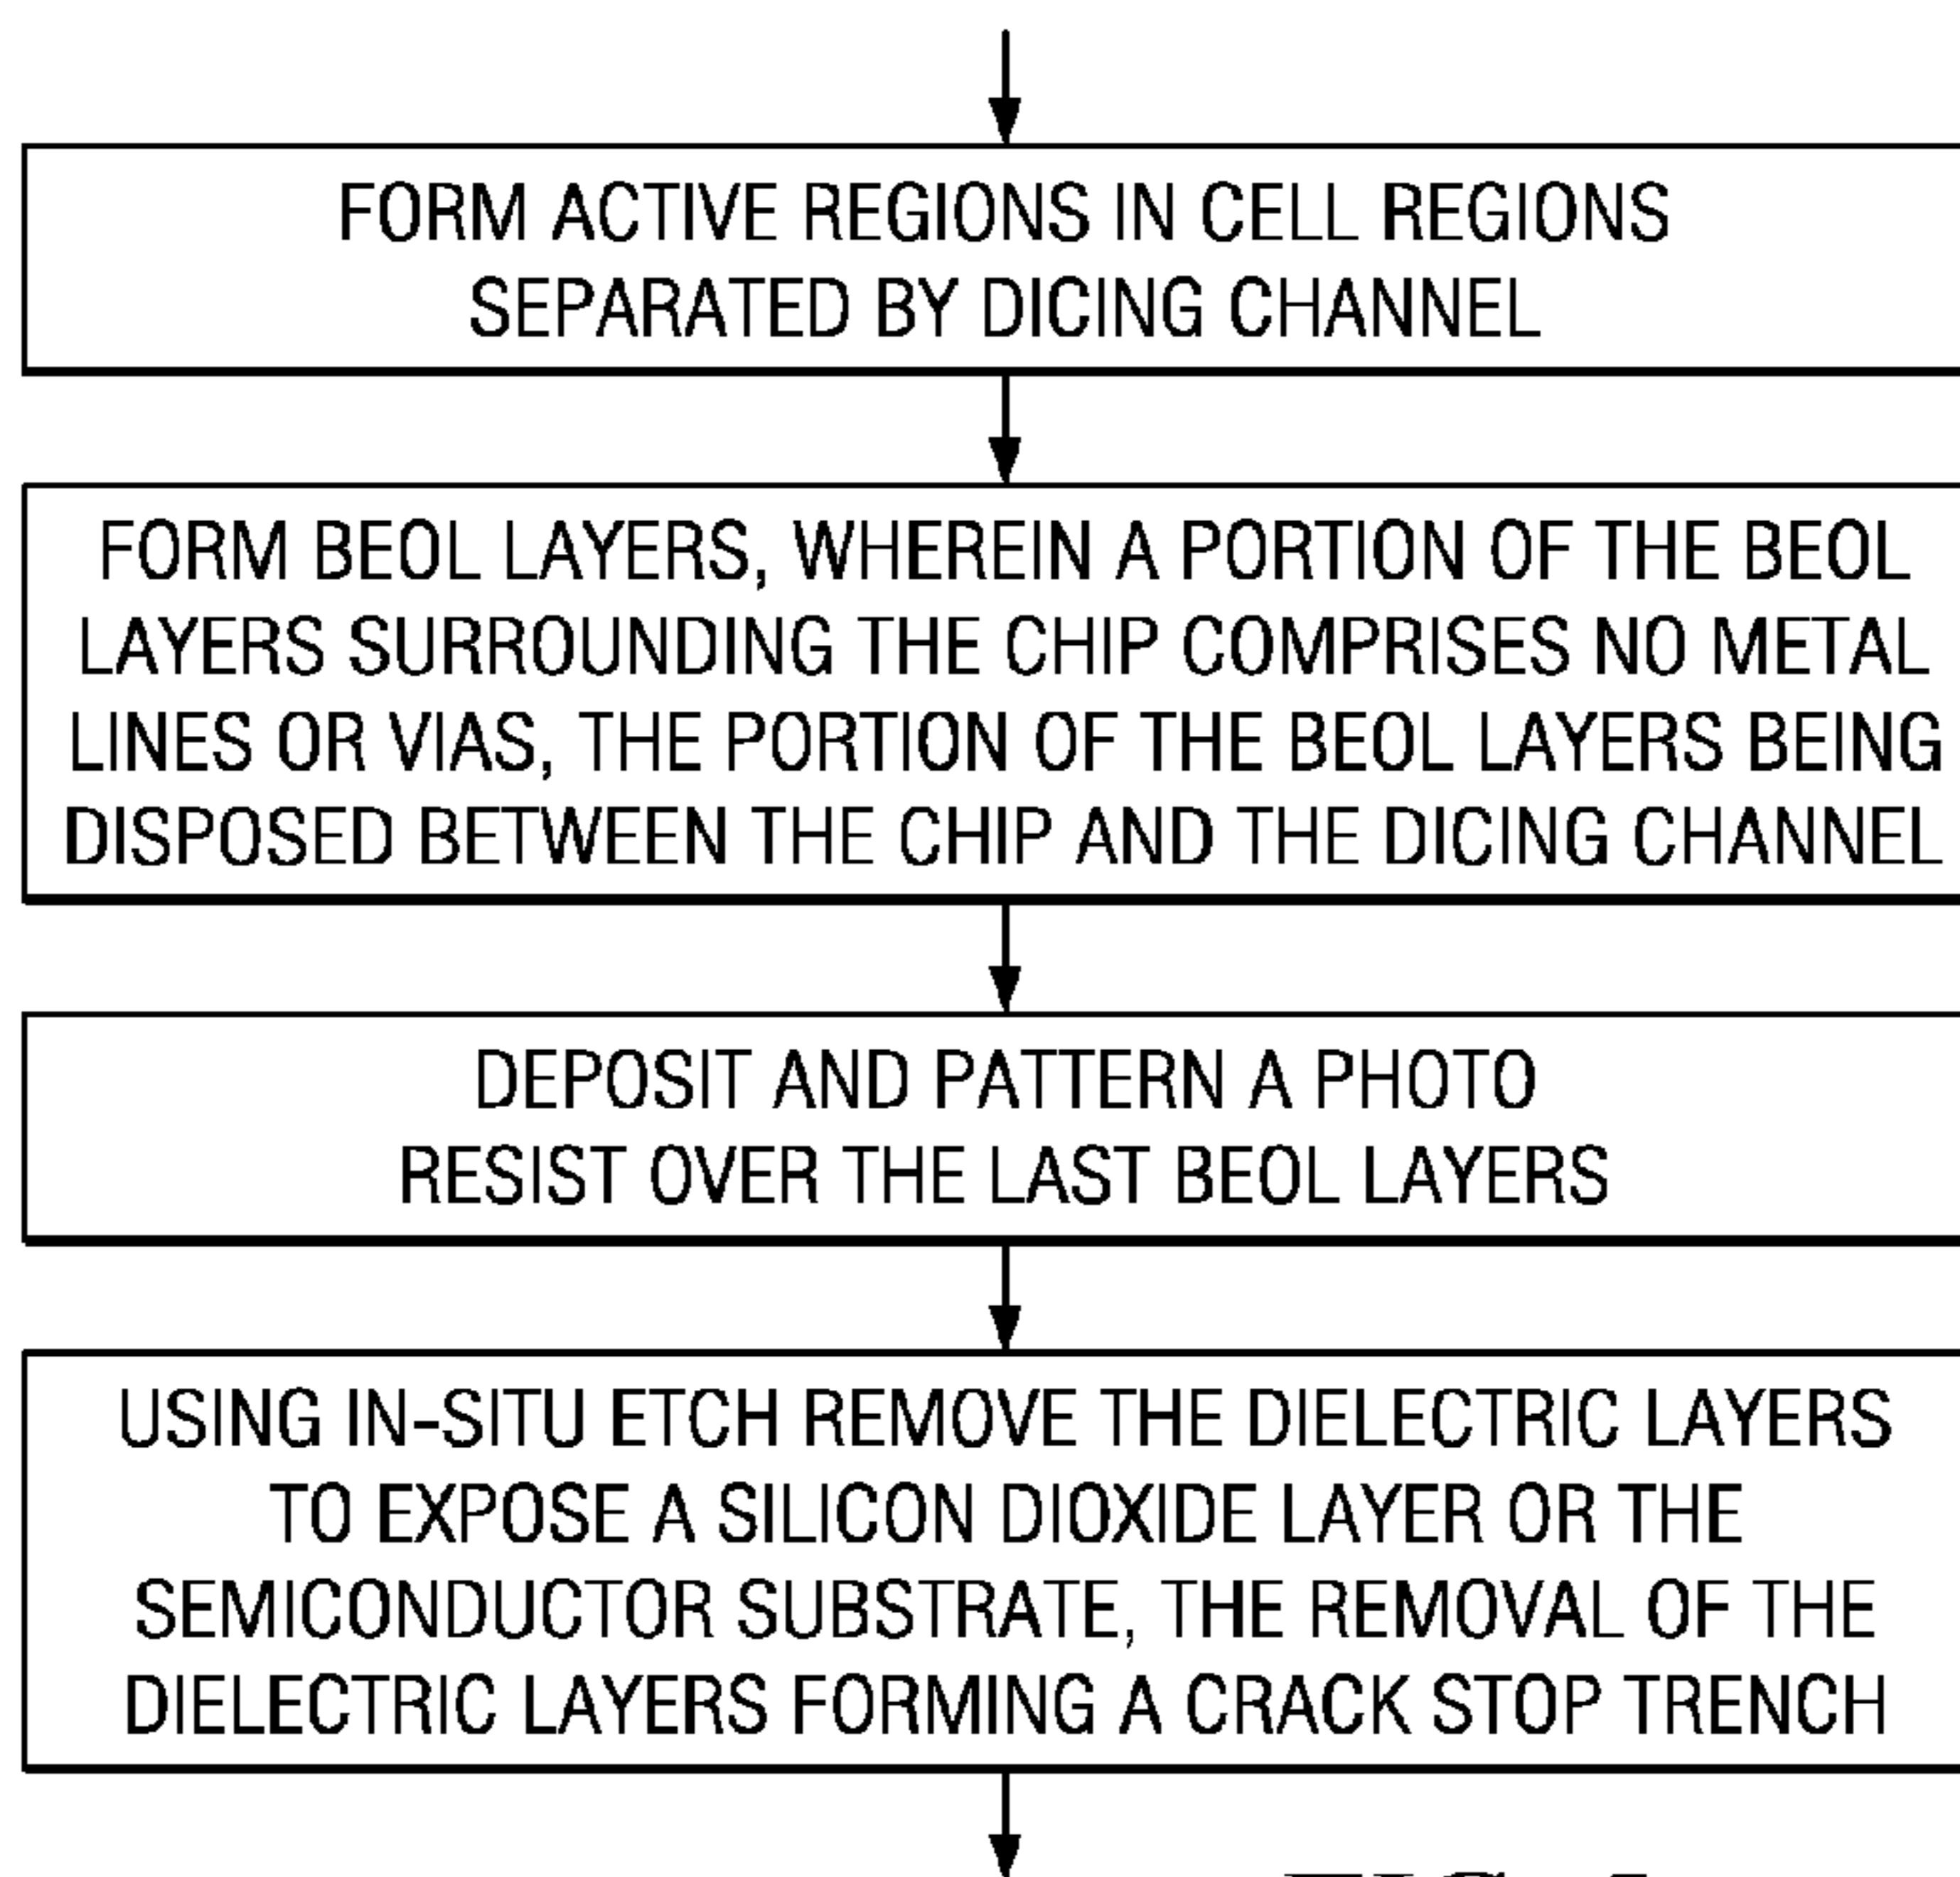 FORM ACTIVE REGIONS IN CELL REGIONS
SEPARATED BY DICING CHANNEL
FORM BEOL LAYERS, WHEREIN A PORTION OF THE BEOL
LAYERS SURROUNDING THE CHIP COMPRISES NO METAL
LINES OR VIAS, THE PORTION OF THE BEOL LAYERS BEING
DISPOSED BETWEEN THE CHIP AND THE DICING CHANNEL
DEPOSIT AND PATTERN A PHOTO
RESIST OVER THE LAST BEOL LAYERS
USING IN-SITU ETCH REMOVE THE DIELECTRIC LAYERS
TO EXPOSE A SILICON DIOXIDE LAYER OR THE
SEMICONDUCTOR SUBSTRATE, THE REMOVAL OF THE
DIELECTRIC LAYERS FORMING A CRACK STOP TRENCH